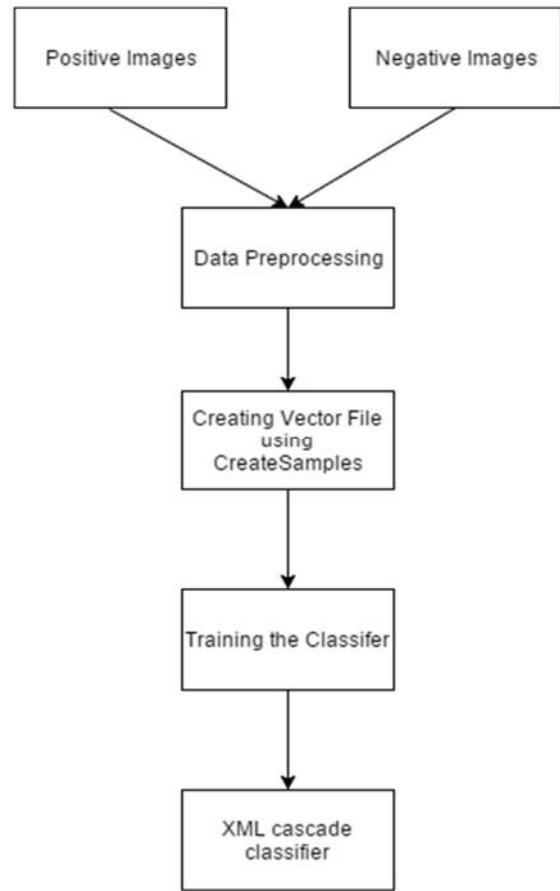 Positive Images
Negative Images
Data Preprocessing
Creating Vector File
using
CreateSamples
Training the Classifer
XML cascade
classifier